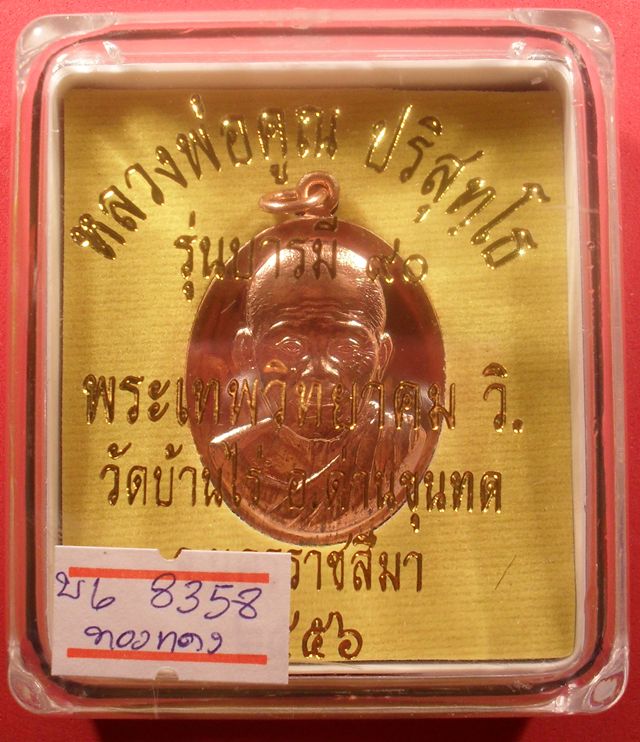 หลวงพ่อคูณ ปริสุทฺโธ
รุ่นบารมี ๙๐
พระเทพวิทยาคม วิ.
วัดบ้านไร่ อ.ด่านขุนทด
ราชสีมา
๕๖
8358
ทองแดง